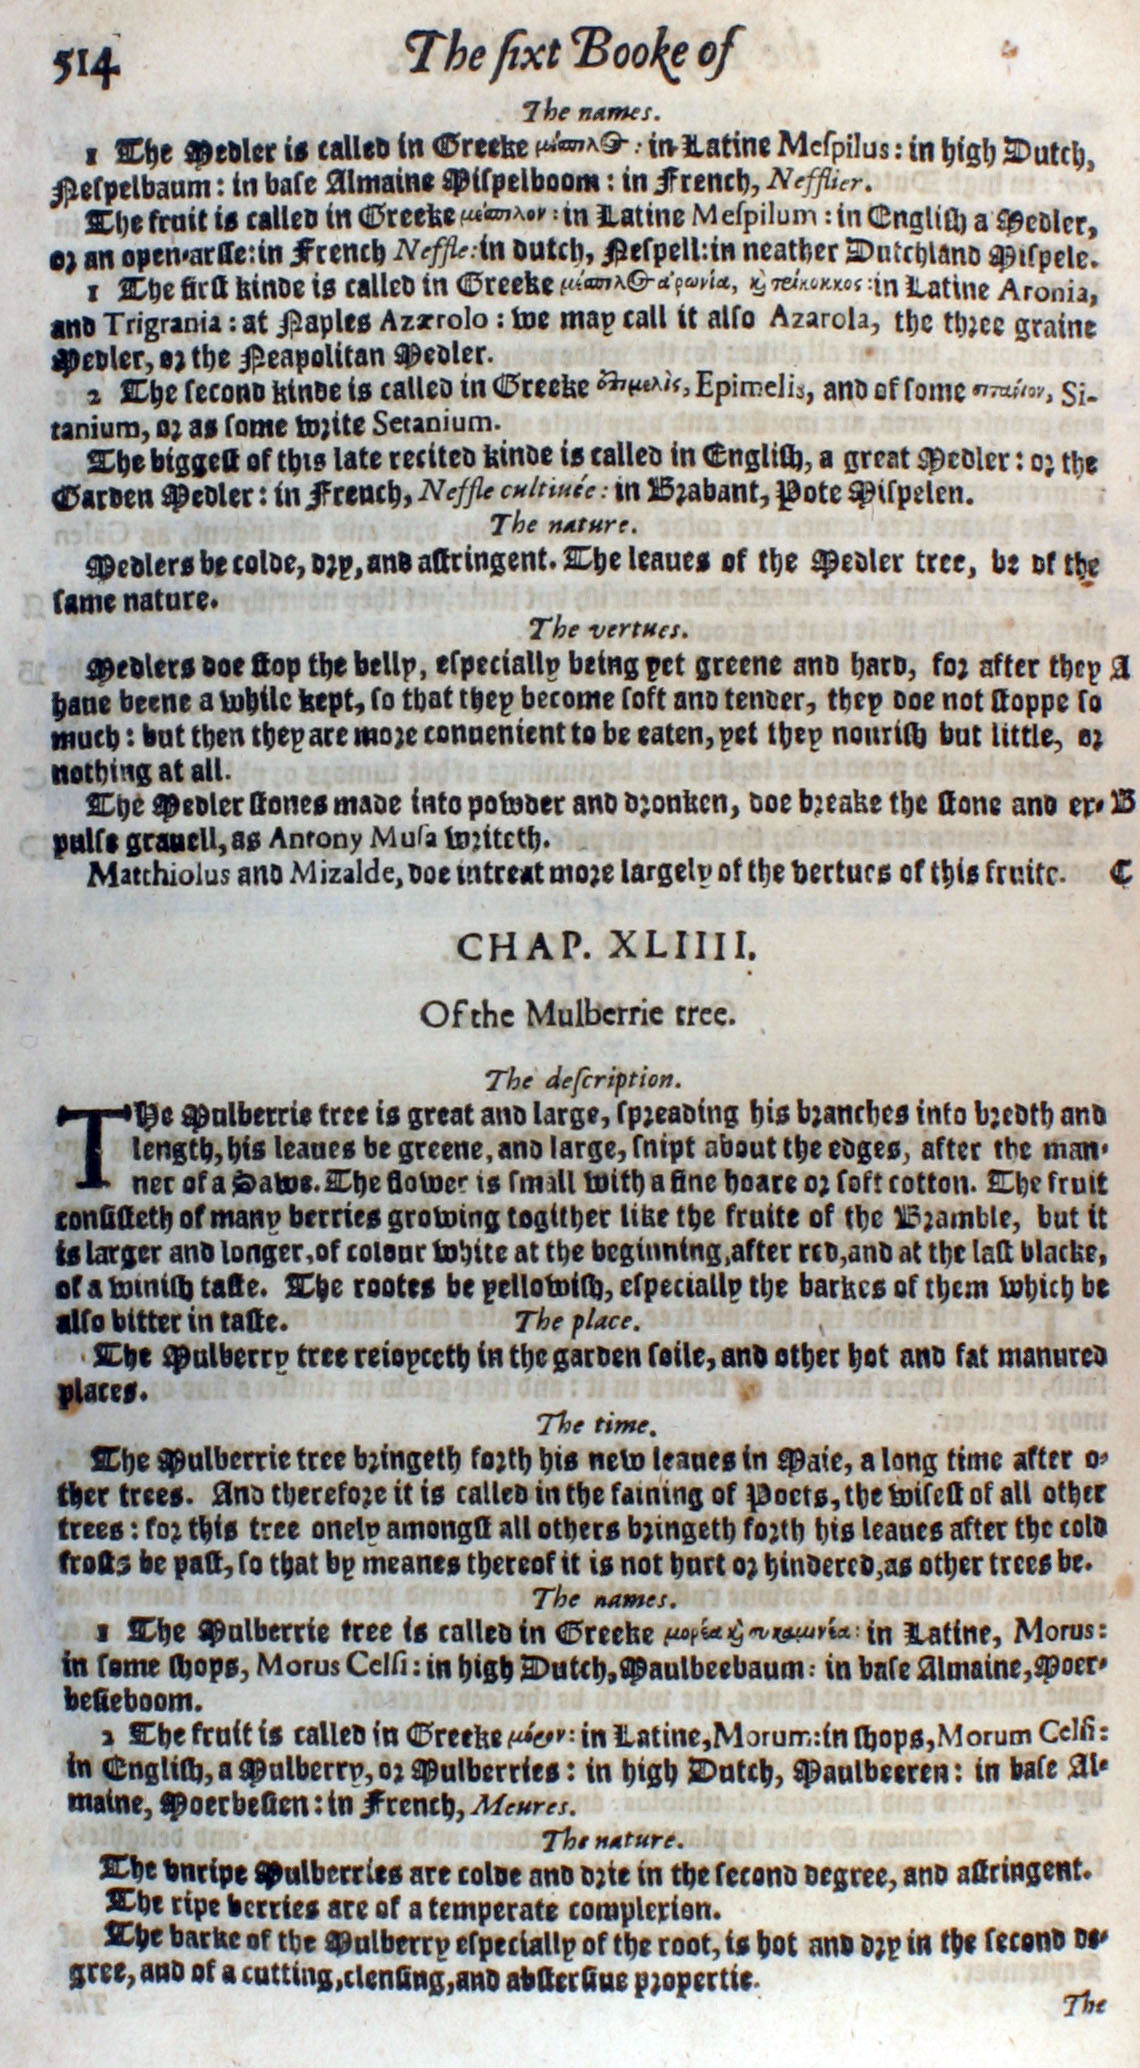 514 The sixt Booke of
The names.
1 The Medler is called in Greeke μέσπιλος: in Latine Mespilus: in high Dutch,
Nespelbaum: in base Almaine Mispelboom: in French, Nefflier.
The fruit is called in Greeke μέσπιλον: in Latine Mespilum: in English a Medler,
or an open-arsse: in French Neffle: in dutch, Nespell: in neather Dutchland Mispele.
1 The first kinde is called in Greeke μέσπιλος ἀρωνία, καὶ τρίκοκκος: in Latine Aronia,
and Trigrania: at Naples Azarolo: we may call it also Azarola, the three graine
Medler, or the Neapolitan Medler.
2 The second kinde is called in Greeke ἐπιμελὶς, Epimelis, and of some σιτάνιον, Si-
tanium, or as some write Setanium.
The biggest of this late recited kinde is called in English, a great Medler: or the
Garden Medler: in French, Neffle cultiuée: in Brabant, Pote Mispelen.
The nature.
Medlers be colde, dry, and astringent. The leaues of the Medler tree, be of the
same nature.
The vertues.
Medlers doe stop the belly, especially being yet greene and hard, for after they A
haue beene a while kept, so that they become soft and tender, they doe not stoppe so
much: but then they are more conuenient to be eaten, yet they nourish but little, or
nothing at all.
The Medler stones made into powder and dronken, doe breake the stone and ex- B
pulse grauell, as Antony Musa writeth.
Matthiolus and Mizalde, doe intreat more largely of the vertues of this fruite. C
CHAP. XLIIII.
Of the Mulberrie tree.
The description.
THe Mulberrie tree is great and large, spreading his branches into bredth and
length, his leaues be greene, and large, snipt about the edges, after the man-
ner of a Sawe. The flower is small with a fine hoare or soft cotton. The fruit
consisteth of many berries growing togither like the fruite of the Bramble, but it
is larger and longer, of colour white at the beginning, after red, and at the last blacke,
of a winish taste. The rootes be yellowish, especially the barkes of them which be
also bitter in taste. The place.
The Mulberry tree reioyceth in the garden soile, and other hot and fat manured
places.
The time.
The Mulberrie tree bringeth forth his new leaues in Maie, a long time after o-
ther trees. And therefore it is called in the faining of Poets, the wisest of all other
trees: for this tree onely amongst all others bringeth forth his leaues after the cold
frosts be past, so that by meanes thereof it is not hurt or hindered, as other trees be.
The names.
1 The Mulberrie tree is called in Greeke μορέα καὶ συκαμινέα: in Latine, Morus:
in some shops, Morus Celsi: in high Dutch, Maulbeebaum: in base Almaine, Moer-
besieboom.
2 The fruit is called in Greeke μόρον: in Latine, Morum: in shops, Morum Celsi:
in English, a Mulberry, or Mulberries: in high Dutch, Maulbeeren: in base Al-
maine, Moerbesien: in French, Meures.
The nature.
The vnripe Mulberries are colde and drie in the second degree, and astringent.
The ripe berries are of a temperate complexion.
The barke of the Mulberry especially of the root, is hot and dry in the second de-
gree, and of a cutting, clensing, and abstersiue propertie.
The